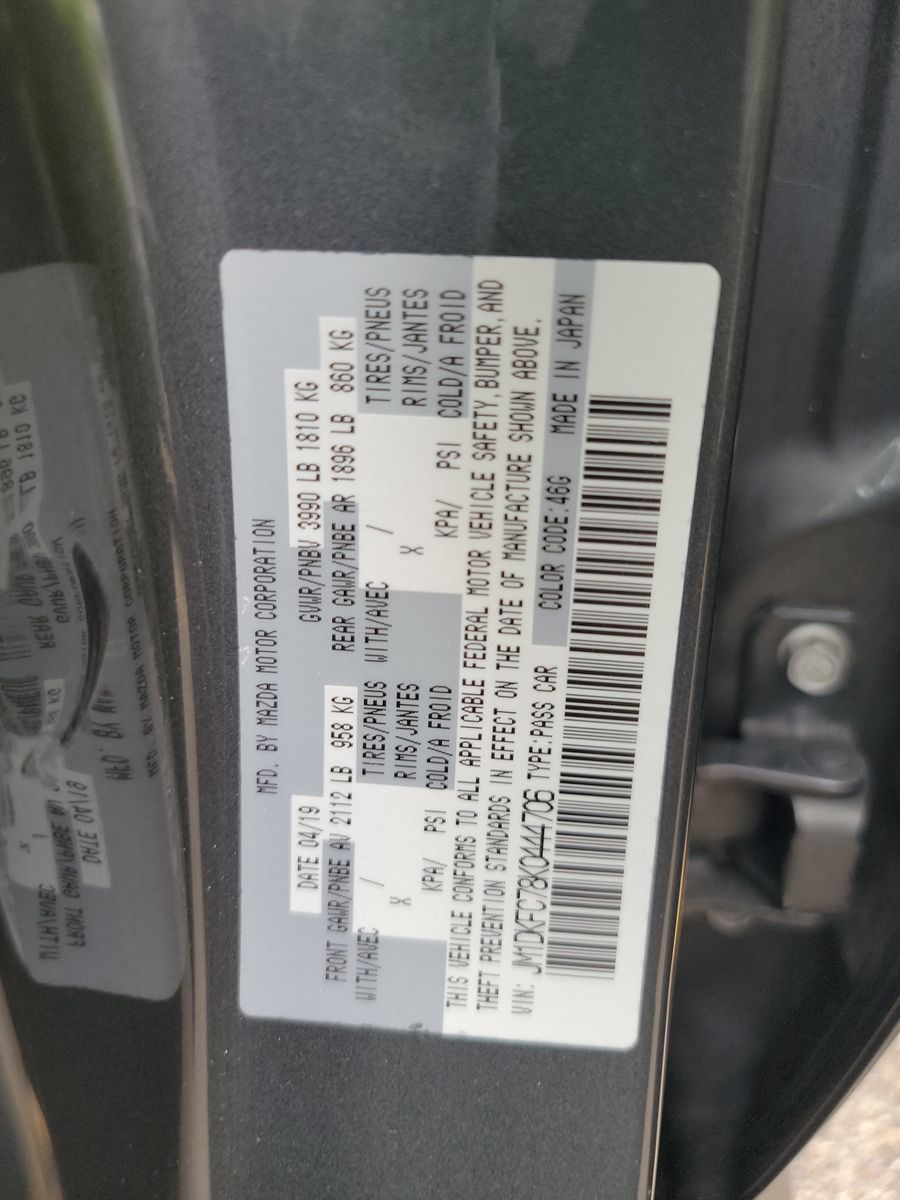 MFD. BY MAZDA MOTOR CORPORATION
DATE 04/19 GVWR/PNBV 3990 LB 1810 KG
FRONT GAWR/PNBE AV 2112 LB 958 KG REAR GAWR/PNBE AR 1896 LB 860 KG
WITH/AVEC / TIRES/PNEUS WITH/AVEC / TIRES/PNEUS
X RIMS/JANTES X RIMS/JANTES
KPA/ PSI COLD/A FROID KPA/ PSI COLD/A FROID
THIS VEHICLE CONFORMS TO ALL APPLICABLE FEDERAL MOTOR VEHICLE SAFETY, BUMPER, AND
THEFT PREVENTION STANDARDS IN EFFECT ON THE DATE OF MANUFACTURE SHOWN ABOVE.
VIN: JM1DKFC78K0444706 TYPE:PASS CAR COLOR CODE:46G MADE IN JAPAN